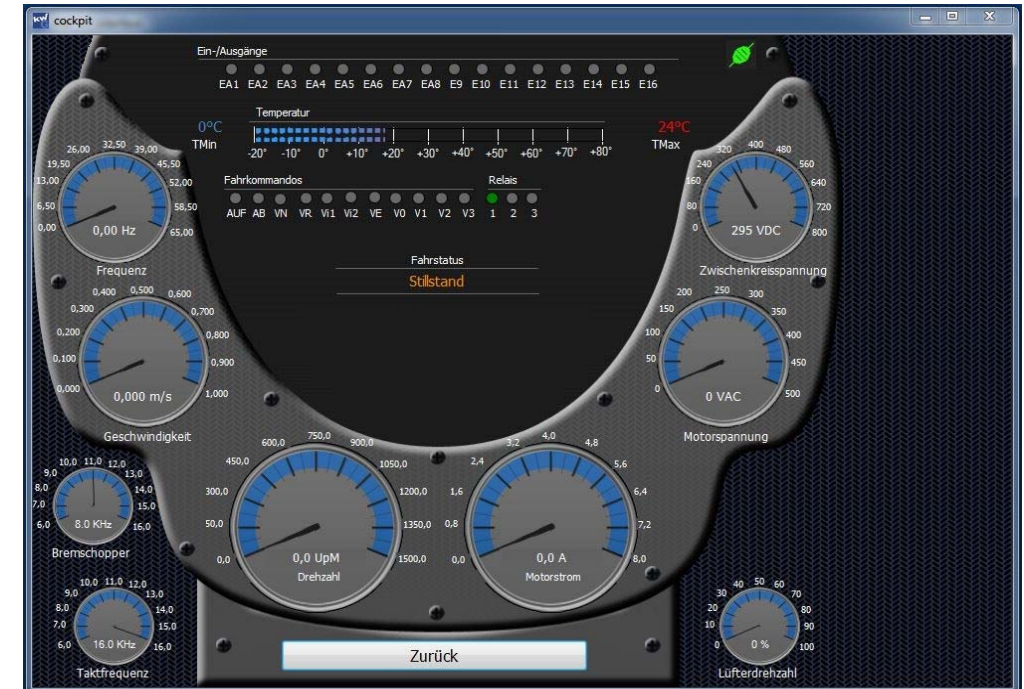 KW cockpit
Ein-/Ausgänge
EA1 EA2 EA3 EA4 EA5 EA6 EA7 EA8 E9 E10 E11 E12 E13 E14 E15 E16
Temperatur
0°C
TMin
24°C
TMax
-20° -10° 0° +10° +20° +30° +40° +50° +60° +70° +80°
Fahrkommandos
AUF AB VN VR Vi1 Vi2 VE V0 V1 V2 V3
Relais
1 2 3
Fahrstatus
Stillstand
0,00 6,50 13,00 19,50 26,00 32,50 39,00 45,50 52,00 58,50 65,00
0,00 Hz
Frequenz
0 80 160 240 320 400 480 560 640 720 800
295 VDC
Zwischenkreisspannung
0,000 0,100 0,200 0,300 0,400 0,500 0,600 0,700 0,800 0,900 1,000
0,000 m/s
Geschwindigkeit
0 50 100 150 200 250 300 350 400 450 500
0 VAC
Motorspannung
0,0 50,0 300,0 450,0 600,0 750,0 900,0 1050,0 1200,0 1350,0 1500,0
0,0 UpM
Drehzahl
0,0 0,8 1,6 2,4 3,2 4,0 4,8 5,6 6,4 7,2 8,0
0,0 A
Motorstrom
6,0 7,0 8,0 9,0 10,0 11,0 12,0 13,0 14,0 15,0 16,0
8.0 KHz
Bremschopper
6,0 7,0 8,0 9,0 10,0 11,0 12,0 13,0 14,0 15,0 16,0
16.0 KHz
Taktfrequenz
0 10 20 30 40 50 60 70 80 90 100
0 %
Lüfterdrehzahl
Zurück